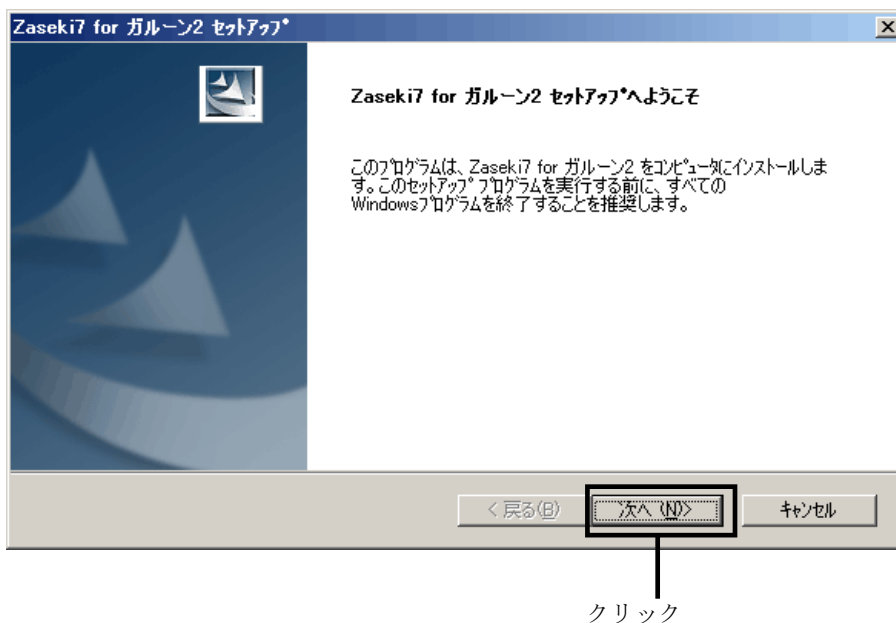 Zaseki7 for ガルーン2 ｾｯﾄｱｯﾌﾟ
Zaseki7 for ガルーン2 ｾｯﾄｱｯﾌﾟへようこそ
このﾌﾟﾛｸﾞﾗﾑは、Zaseki7 for ガルーン2 をｺﾝﾋﾟｭｰﾀにインストールしま
す。このｾｯﾄｱｯﾌﾟ ﾌﾟﾛｸﾞﾗﾑを実行する前に、すべての
Windowsﾌﾟﾛｸﾞﾗﾑを終了することを推奨します。
< 戻る(B)
次へ (N)>
ｷｬﾝｾﾙ
クリック